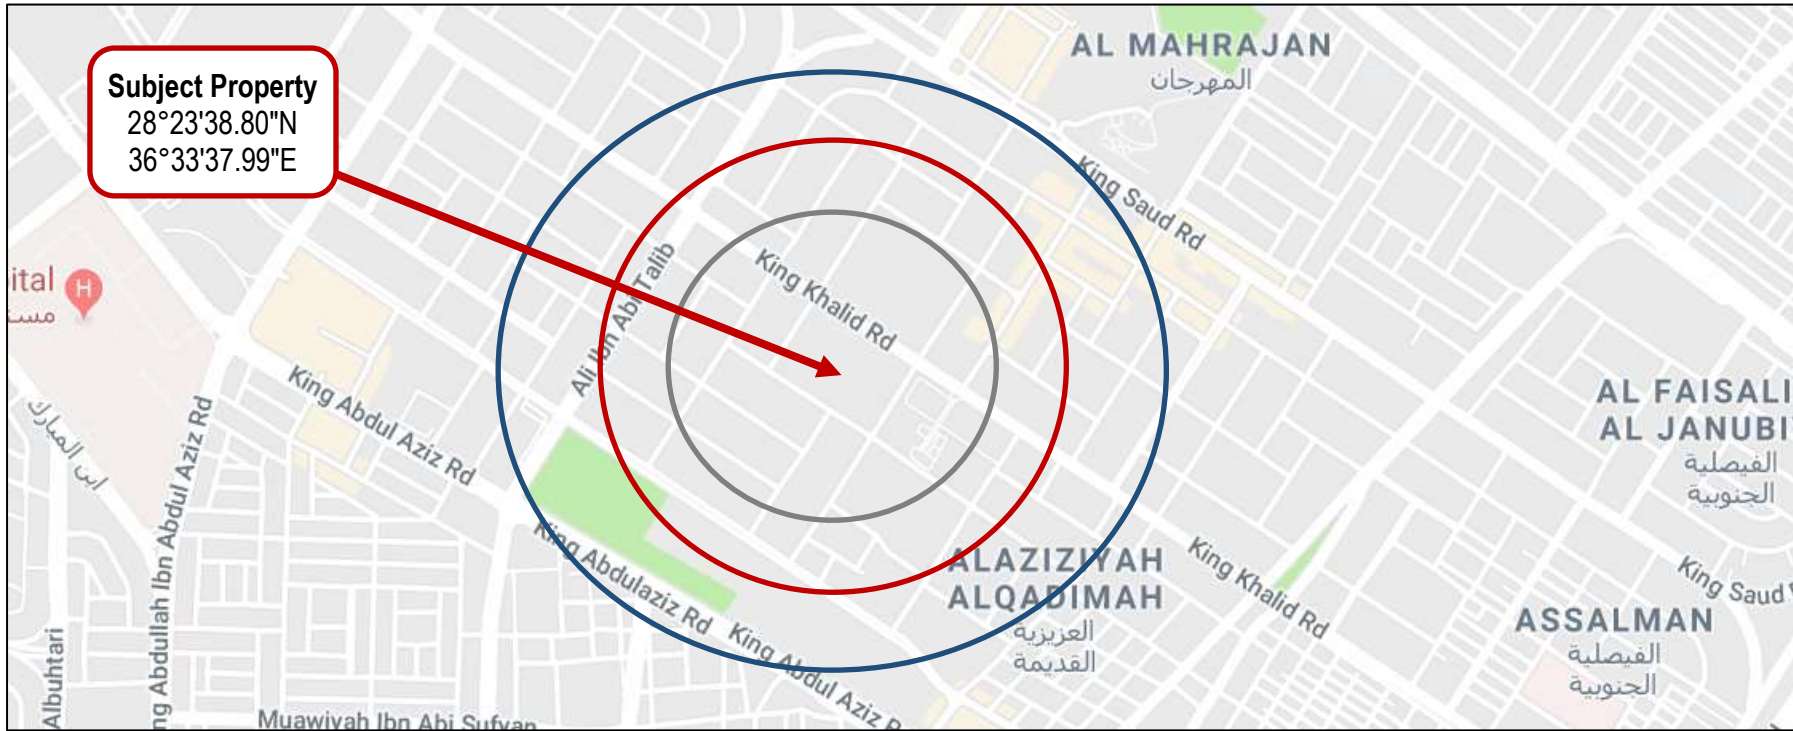 Subject Property
28°23'38.80"N
36°33'37.99"E
AL MAHRAJAN
المهرجان
King Saud Rd
King Khalid Rd
Ali Ibn Abi Talib
ital
H
King Abdul Aziz Rd
ابن المبارك
ng Abdullah Ibn Abdul Aziz Rd
AL FAISALI
AL JANUBI
الفيصلية
الجنوبية
King Abdulaziz Rd
King Abdul Aziz
ALAZIZIYAH
ALQADIMAH
العزيزية
القديمة
King Khalid Rd
King Saud
ASSALMAN
الفيصلية
الجنوبية
Albuhtari
Muawiyah Ibn Abi Sufyan